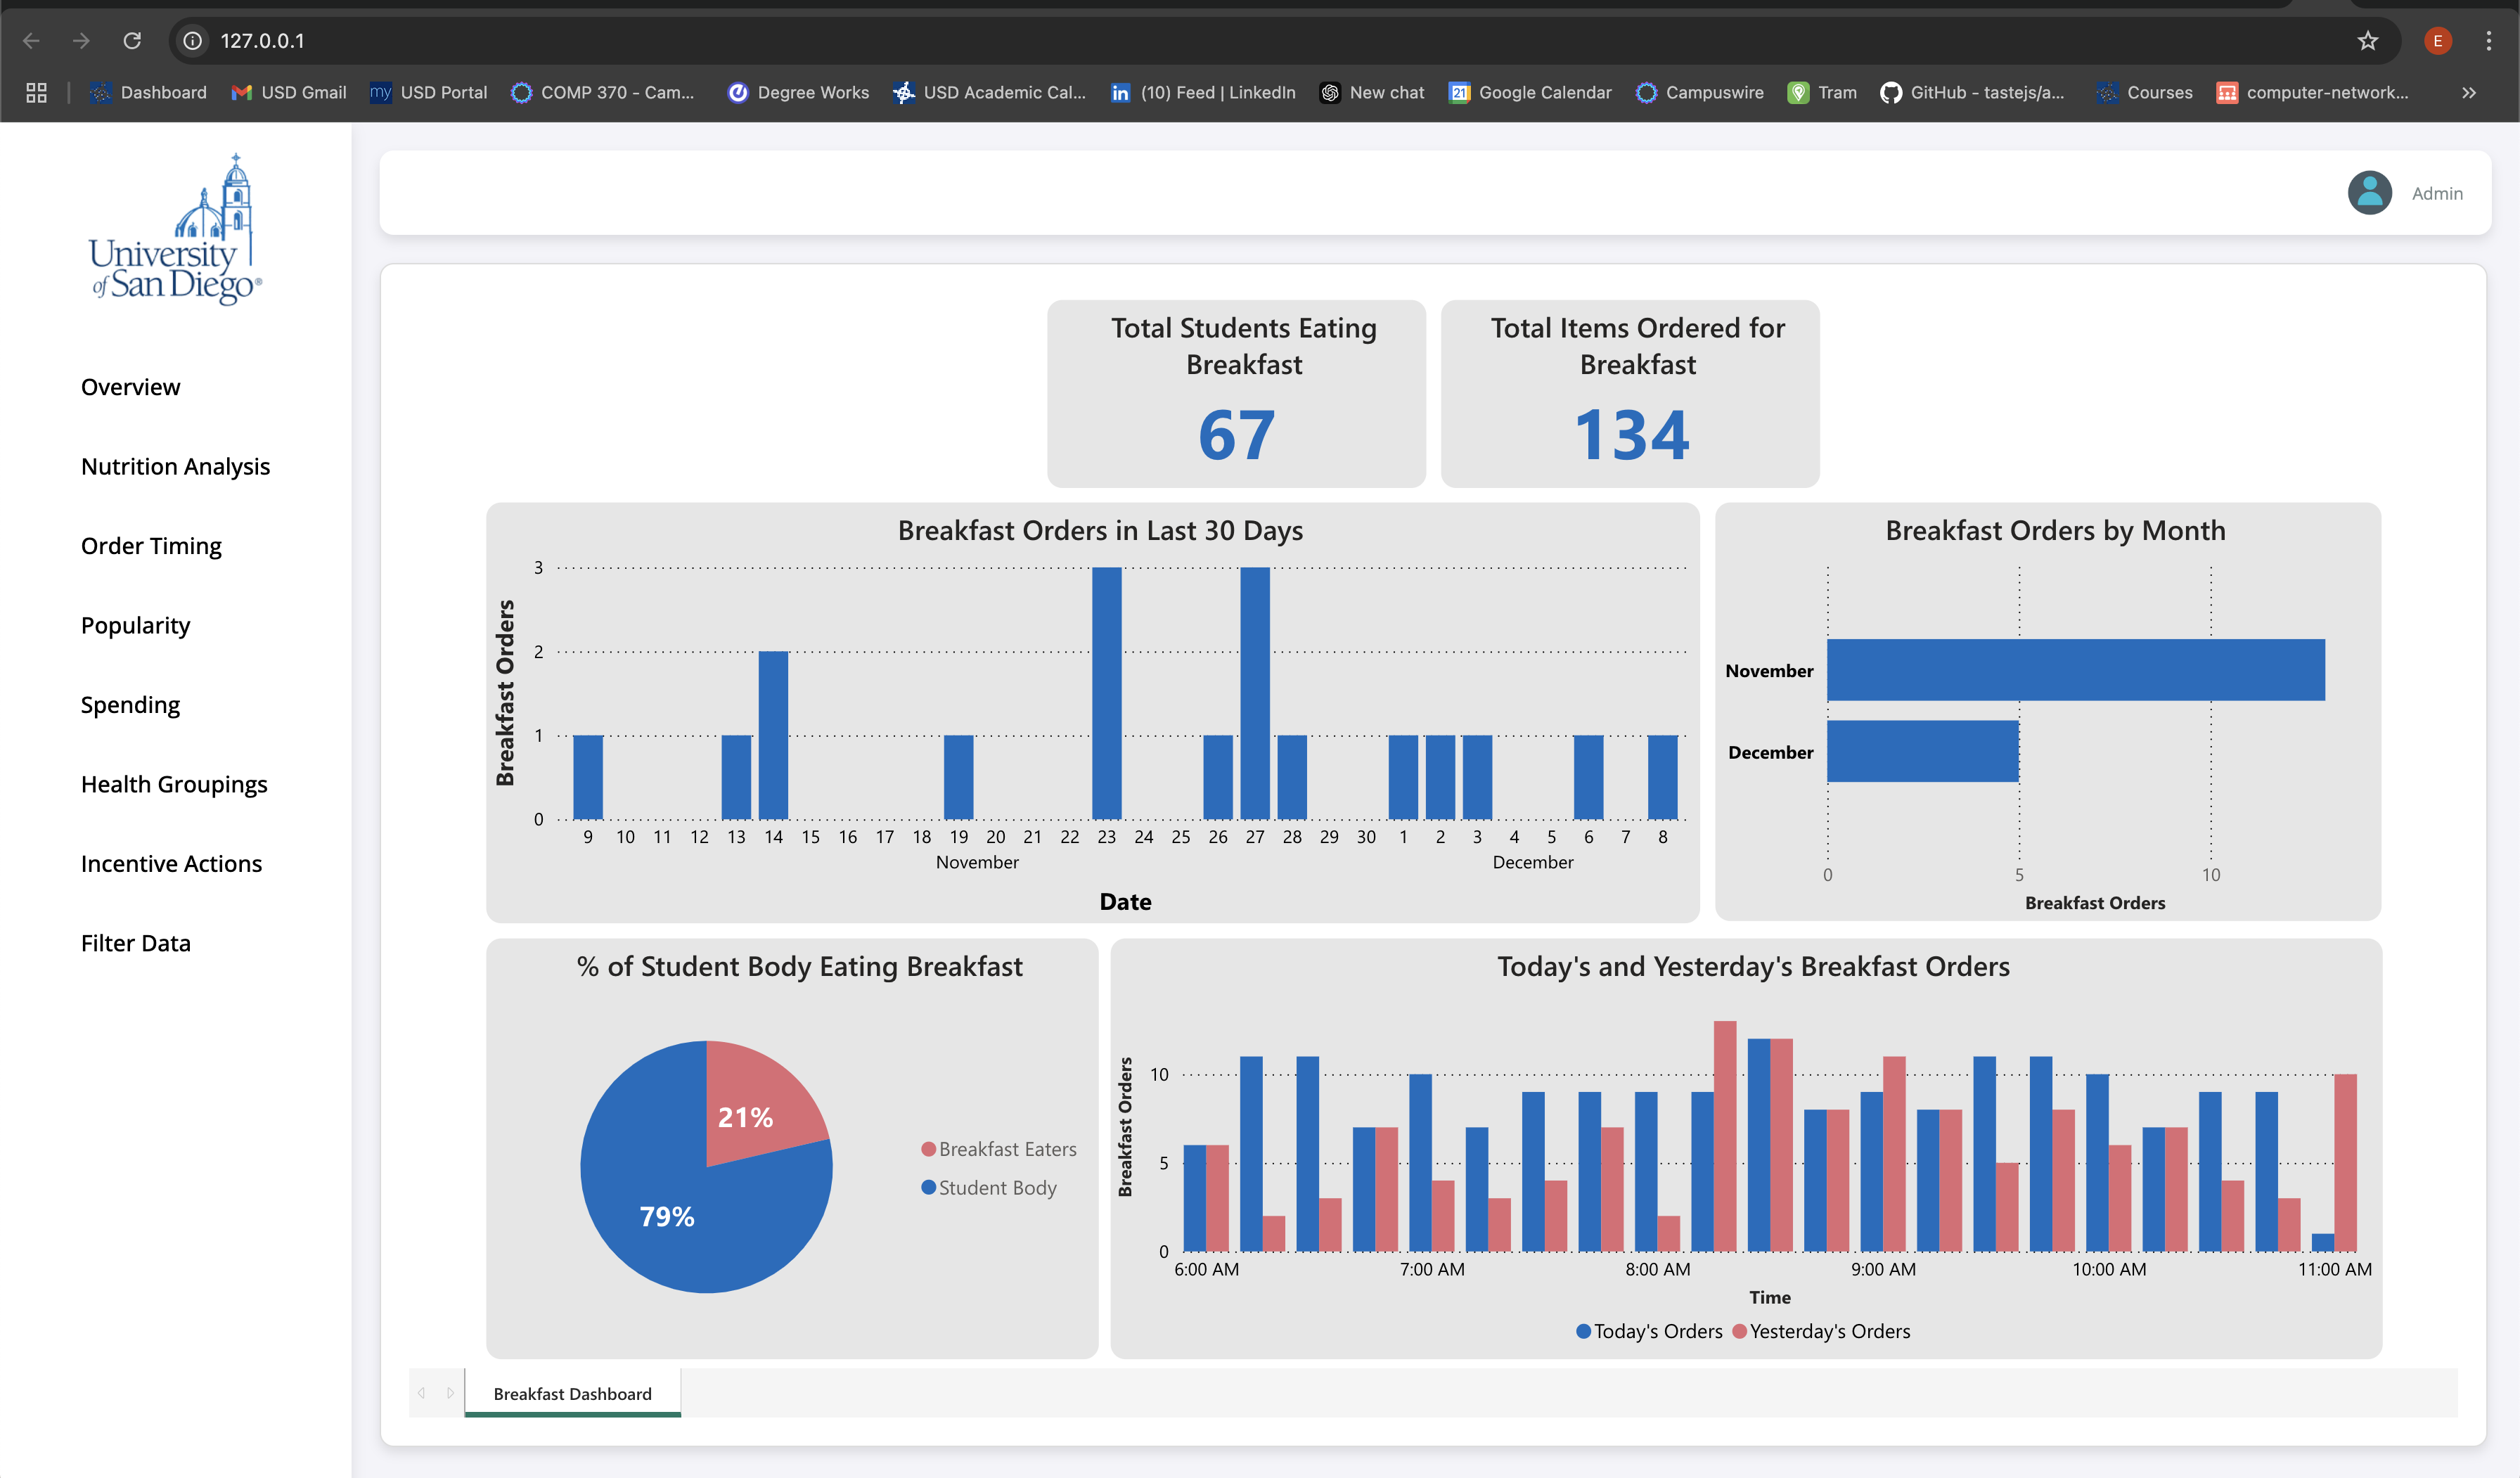 127.0.0.1
E
Dashboard
USD Gmail
my USD Portal
COMP 370 - Cam...
Degree Works
USD Academic Cal...
in (10) Feed | LinkedIn
New chat
21 Google Calendar
Campuswire
Tram
GitHub - tastejs/a...
Courses
computer-network...
University
of San Diego®
Admin
Overview
Nutrition Analysis
Order Timing
Popularity
Spending
Health Groupings
Incentive Actions
Filter Data
Total Students Eating
Breakfast
67
Total Items Ordered for
Breakfast
134
Breakfast Orders in Last 30 Days
Breakfast Orders
3
2
1
0
9 10 11 12 13 14 15 16 17 18 19 20 21 22 23 24 25 26 27 28 29 30 1 2 3 4 5 6 7 8
November December
Date
Breakfast Orders by Month
November
December
0 5 10
Breakfast Orders
% of Student Body Eating Breakfast
21%
79%
Breakfast Eaters
Student Body
Today's and Yesterday's Breakfast Orders
Breakfast Orders
10
5
0
6:00 AM 7:00 AM 8:00 AM 9:00 AM 10:00 AM 11:00 AM
Time
Today's Orders Yesterday's Orders
Breakfast Dashboard